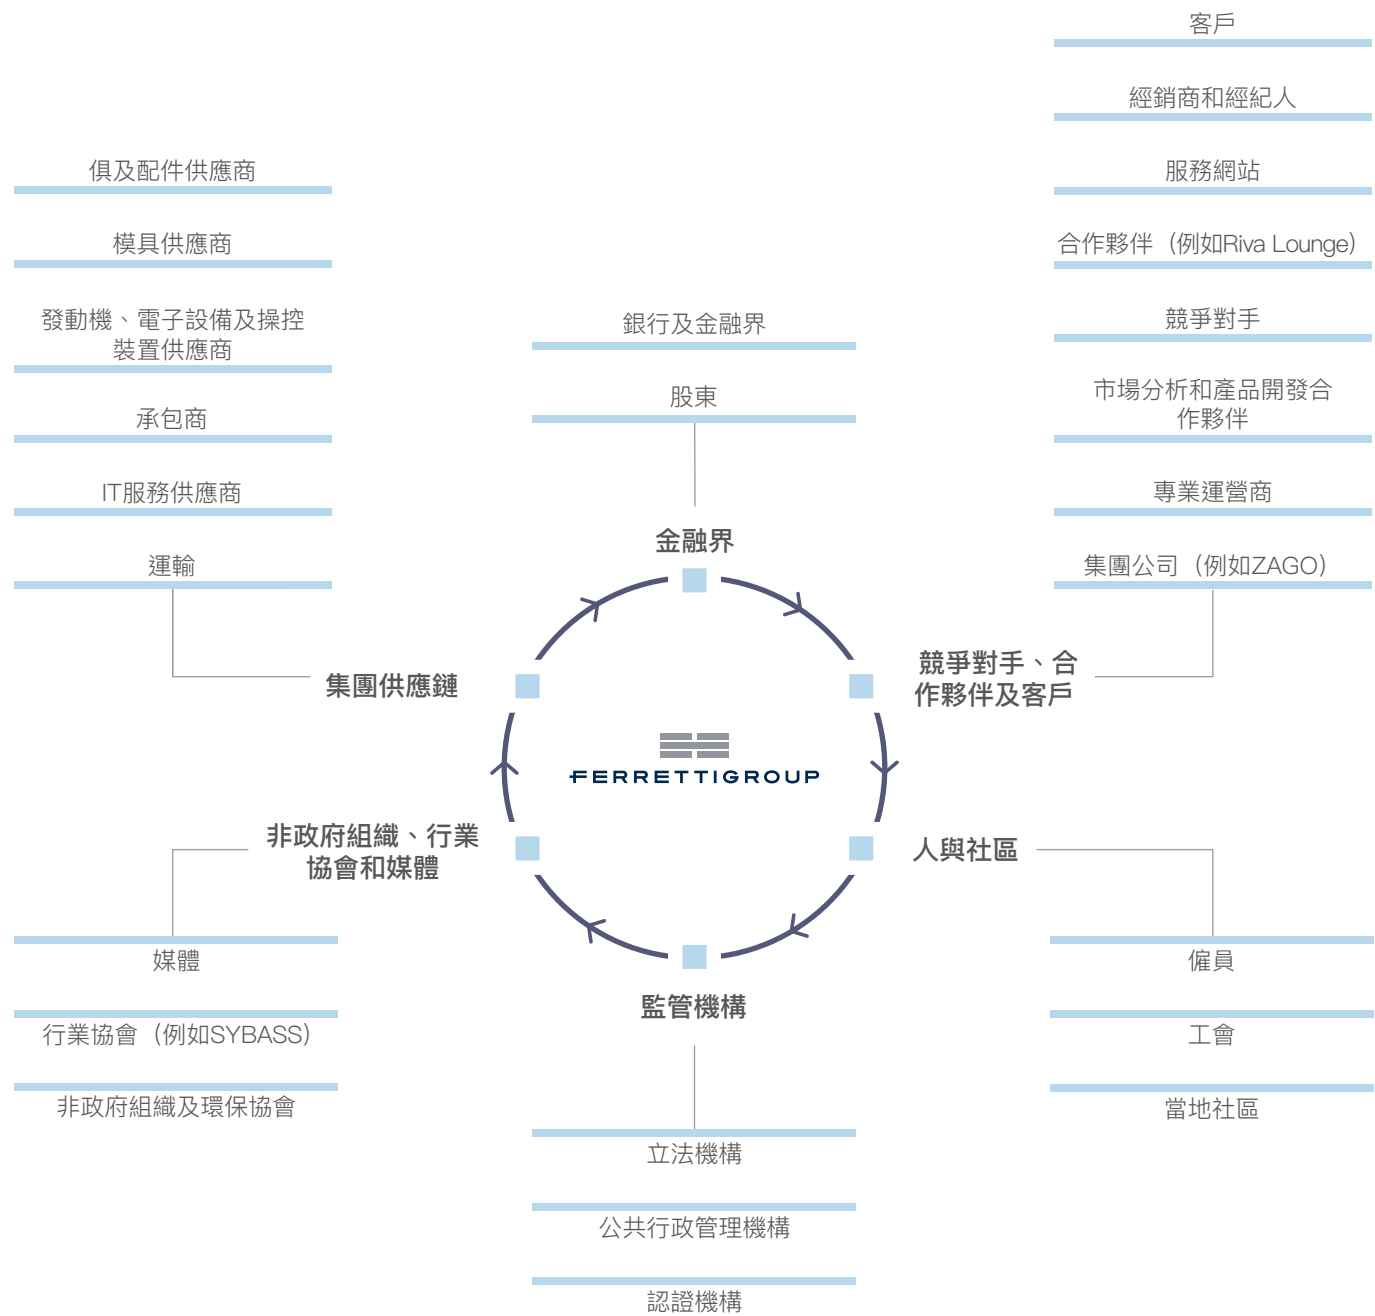 客戶
經銷商和經紀人
服務網站
合作夥伴（例如Riva Lounge）
競爭對手
市場分析和產品開發合
作夥伴
專業運營商
集團公司（例如ZAGO）
俱及配件供應商
模具供應商
發動機、電子設備及操控
裝置供應商
承包商
IT服務供應商
運輸
銀行及金融界
股東
金融界
集團供應鏈
競爭對手、合
作夥伴及客戶
FERRETTIGROUP
非政府組織、行業
協會和媒體
人與社區
監管機構
媒體
行業協會（例如SYBASS）
非政府組織及環保協會
僱員
工會
當地社區
立法機構
公共行政管理機構
認證機構